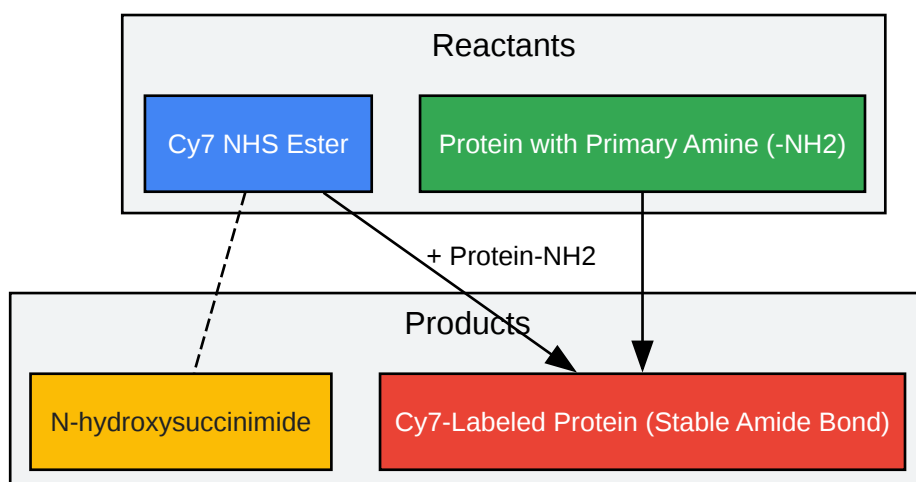 Reactants
Cy7 NHS Ester
Protein with Primary Amine (-NH2)
+ Protein-NH2
Products
N-hydroxysuccinimide
Cy7-Labeled Protein (Stable Amide Bond)